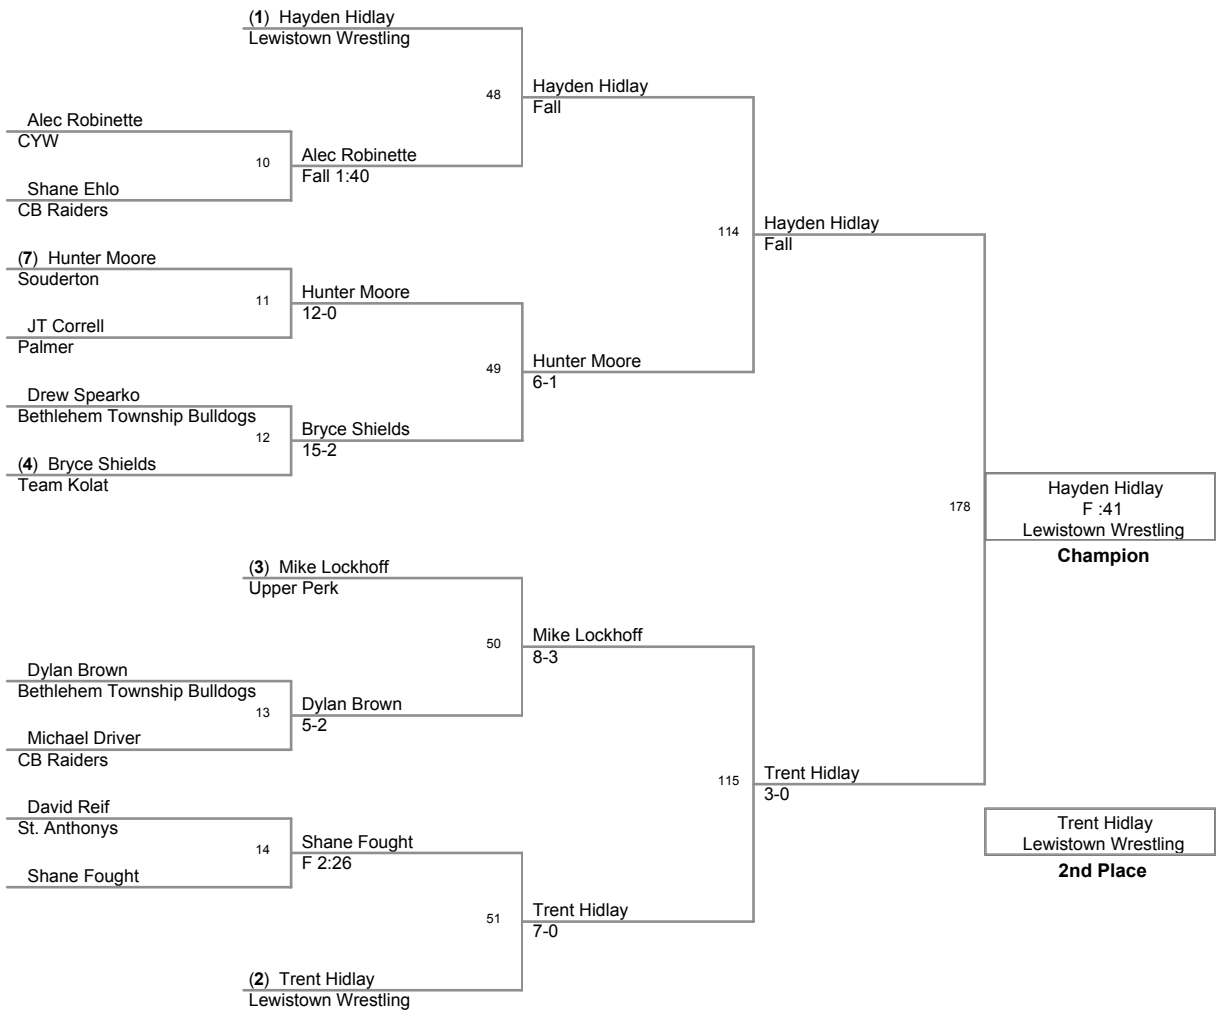 (1) Hayden Hidlay
Lewistown Wrestling
48
Hayden Hidlay
Fall
Alec Robinette
CYW
10
Alec Robinette
Fall 1:40
Shane Ehlo
CB Raiders
114
Hayden Hidlay
Fall
(7) Hunter Moore
Souderton
11
Hunter Moore
12-0
JT Correll
Palmer
49
Hunter Moore
6-1
Drew Spearko
Bethlehem Township Bulldogs
12
Bryce Shields
15-2
(4) Bryce Shields
Team Kolat
178
Hayden Hidlay
F :41
Lewistown Wrestling
Champion
(3) Mike Lockhoff
Upper Perk
50
Mike Lockhoff
8-3
Dylan Brown
Bethlehem Township Bulldogs
13
Dylan Brown
5-2
Michael Driver
CB Raiders
115
Trent Hidlay
3-0
David Reif
St. Anthonys
14
Shane Fought
F 2:26
Shane Fought
Trent Hidlay
Lewistown Wrestling
2nd Place
51
Trent Hidlay
7-0
(2) Trent Hidlay
Lewistown Wrestling